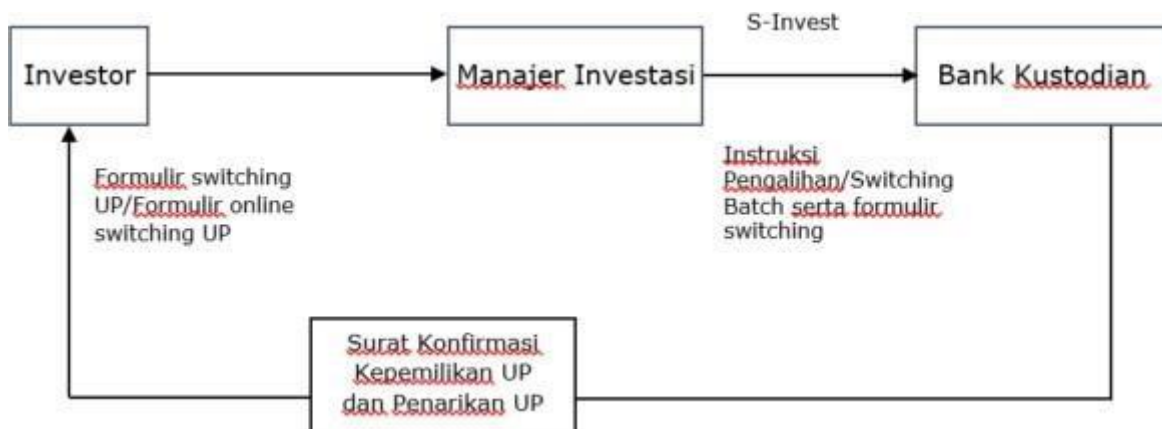 S-Invest
Investor
Manajer Investasi
Bank Kustodian
Formulir switching
UP/Formulir online
switching UP
Instruksi
Pengalihan/Switching
Batch serta formulir
switching
Surat Konfirmasi
Kepemilikan UP
dan Penarikan UP